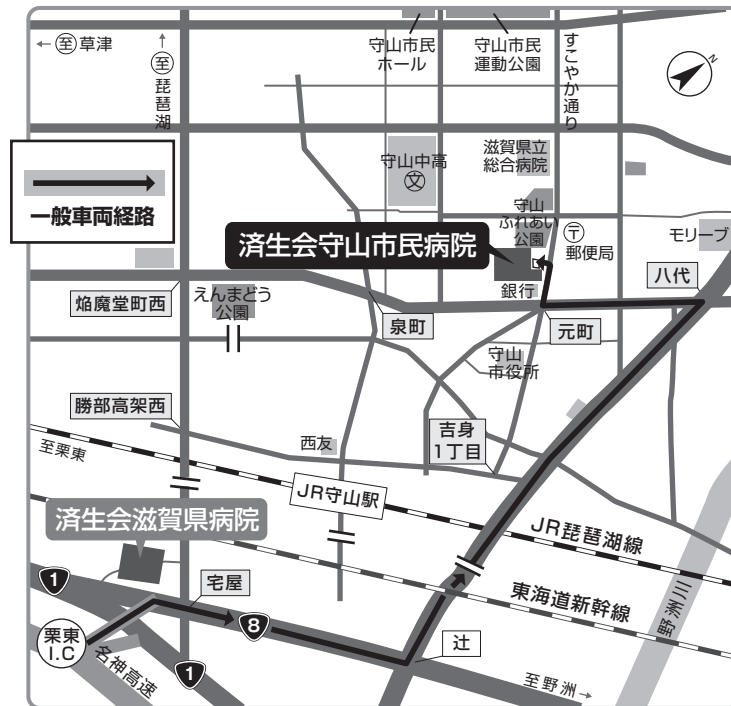 ←至草津
↑
至琵琶湖
守山市民
ホール
守山市民
運動公園
すこやか通り
N
一般車両経路
守山中高
文
滋賀県立
総合病院
守山
ふれあい
公園
〒
郵便局
モリーブ
済生会守山市民病院
銀行
八代
焔魔堂町西
えんまどう
公園
泉町
元町
守山
市役所
勝部高架西
至栗東
西友
吉身
1丁目
JR守山駅
JR琵琶湖線
済生会滋賀県病院
東海道新幹線
野洲川
1
宅屋
8
栗東
I.C
名神高速
1
辻
至野洲→